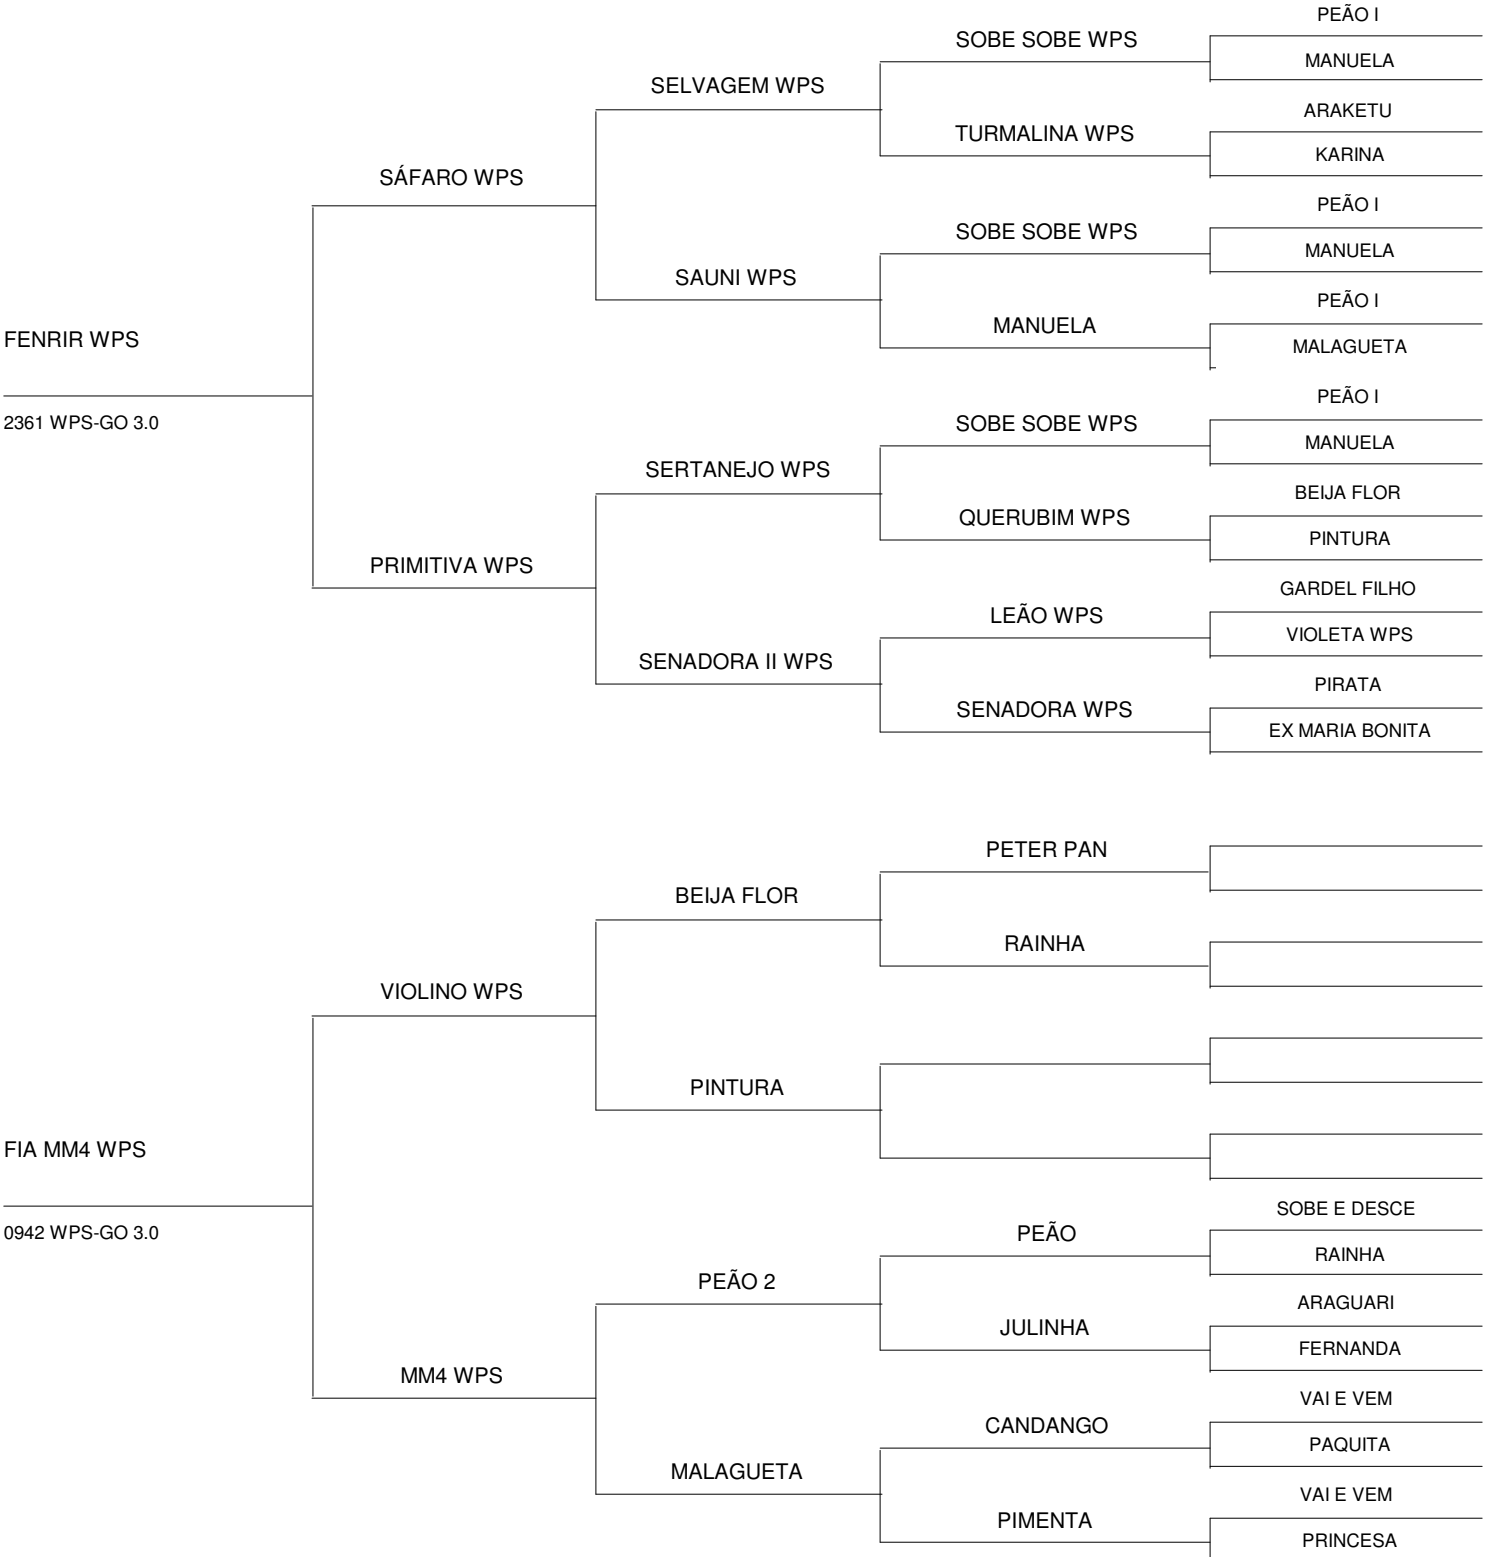 PEÃO I
SOBE SOBE WPS
MANUELA
SELVAGEM WPS
ARAKETU
TURMALINA WPS
KARINA
SÁFARO WPS
PEÃO I
SOBE SOBE WPS
MANUELA
SAUNI WPS
PEÃO I
MANUELA
MALAGUETA
FENRIR WPS
2361 WPS-GO 3.0
PEÃO I
SOBE SOBE WPS
MANUELA
SERTANEJO WPS
BEIJA FLOR
QUERUBIM WPS
PINTURA
PRIMITIVA WPS
GARDEL FILHO
LEÃO WPS
VIOLETA WPS
SENADORA II WPS
PIRATA
SENADORA WPS
EX MARIA BONITA
PETER PAN
BEIJA FLOR
RAINHA
VIOLINO WPS
PINTURA
FIA MM4 WPS
0942 WPS-GO 3.0
SOBE E DESCE
PEÃO
RAINHA
PEÃO 2
ARAGUARI
JULINHA
FERNANDA
MM4 WPS
VAI E VEM
CANDANGO
PAQUITA
MALAGUETA
VAI E VEM
PIMENTA
PRINCESA